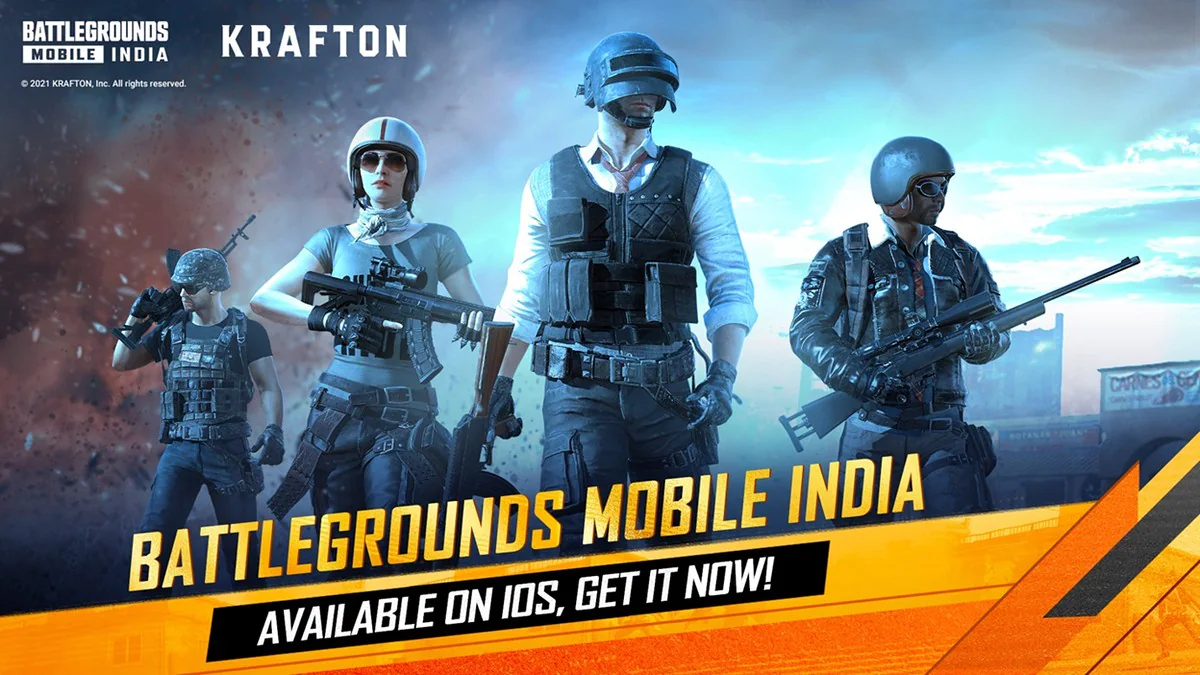 BATTLEGROUNDS
MOBILE INDIA
KRAFTON
© 2021 KRAFTON, Inc. All rights reserved.
BATTLEGROUNDS MOBILE INDIA
AVAILABLE ON IOS, GET IT NOW!